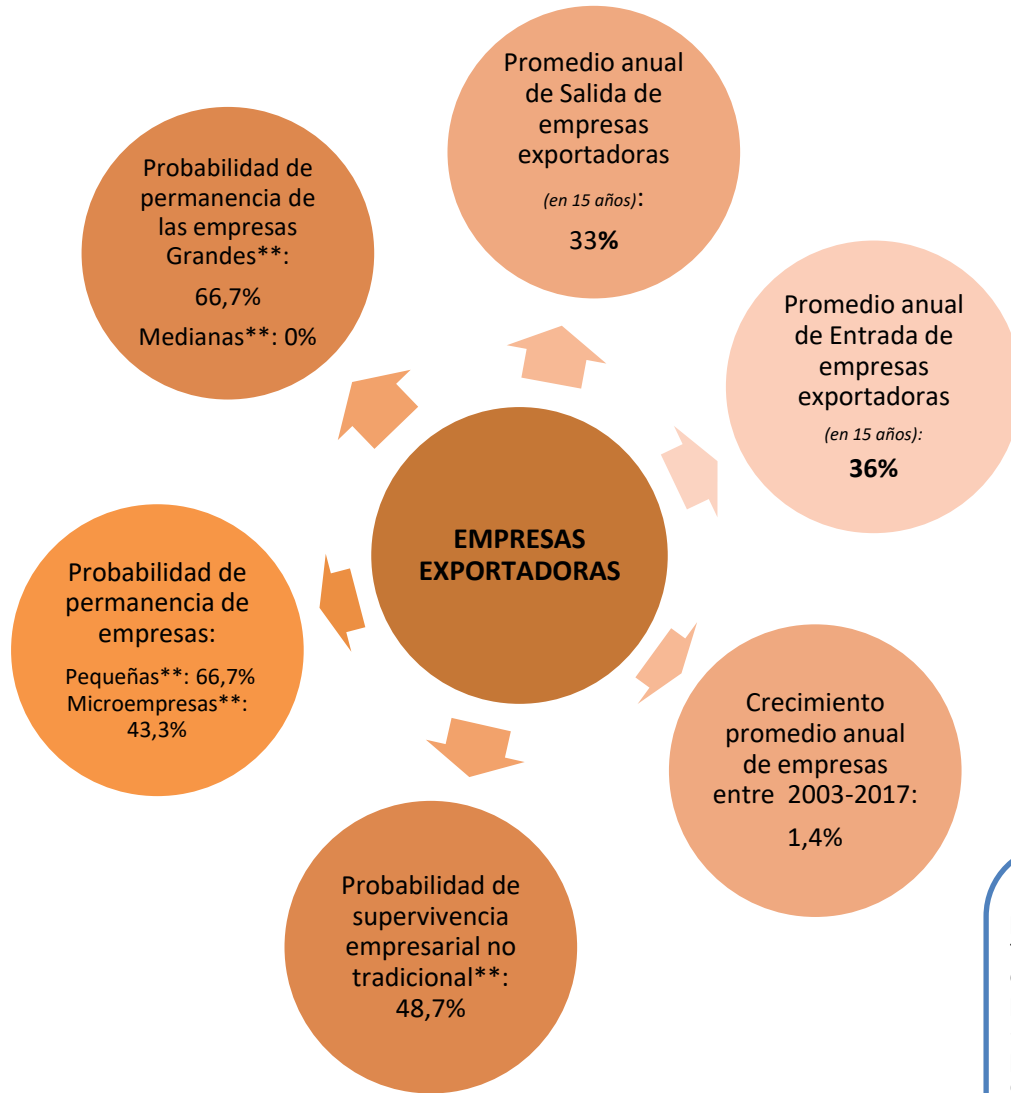 Promedio anual
de Salida de
empresas
exportadoras
(en 15 años):
33%
Probabilidad de
permanencia de
las empresas
Grandes**:
66,7%
Medianas**: 0%
Promedio anual
de Entrada de
empresas
exportadoras
(en 15 años):
36%
EMPRESAS
EXPORTADORAS
Probabilidad de
permanencia de
empresas:
Pequeñas**: 66,7%
Microempresas**:
43,3%
Crecimiento
promedio anual
de empresas
entre 2003-2017:
1,4%
Probabilidad de
supervivencia
empresarial no
tradicional**:
48,7%